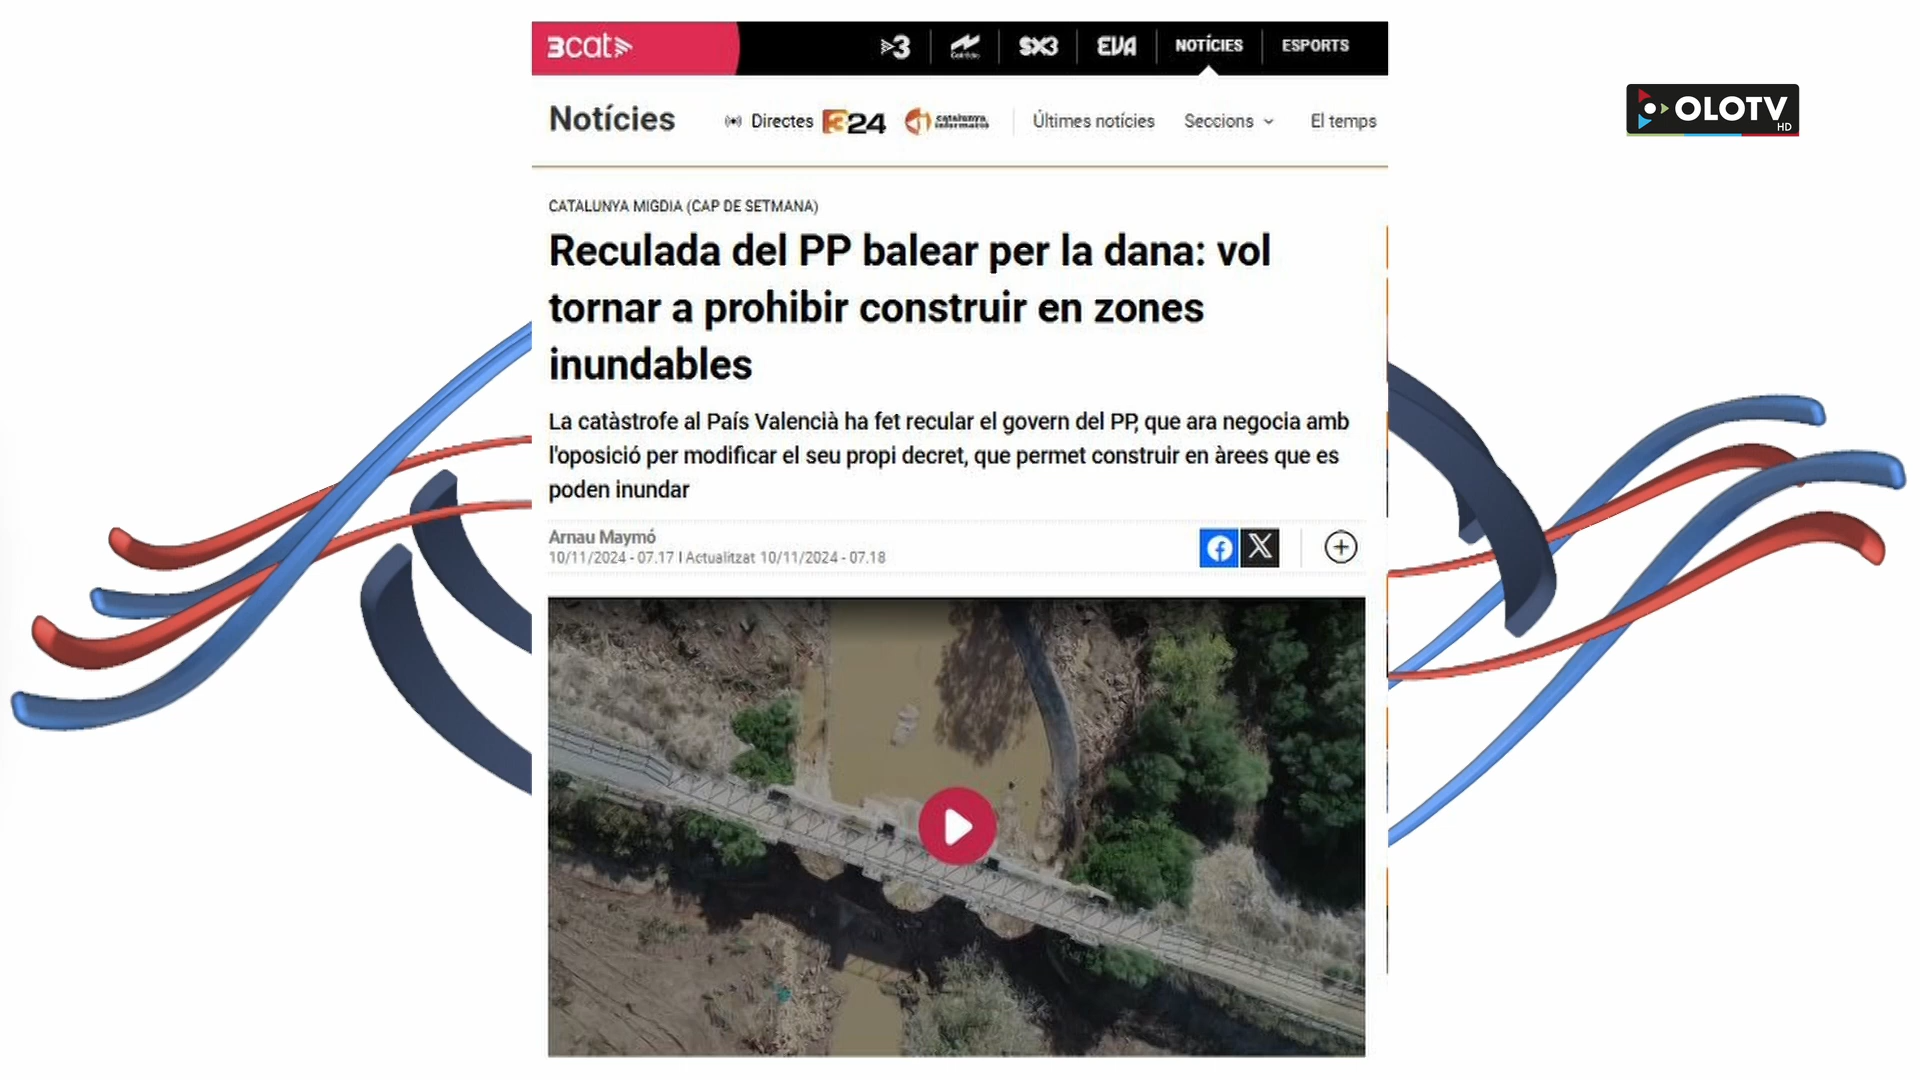 3cat
3
SX3
EVA
NOTÍCIES
ESPORTS
OLOTV
HD
Notícies
Directes
324
catalunya
informació
Últimes notícies
Seccions
El temps
CATALUNYA MIGDIA (CAP DE SETMANA)
Reculada del PP balear per la dana: vol
tornar a prohibir construir en zones
inundables
La catàstrofe al País Valencià ha fet recular el govern del PP, que ara negocia amb
l'oposició per modificar el seu propi decret, que permet construir en àrees que es
poden inundar
Arnau Maymó
10/11/2024 - 07.17 | Actualitzat 10/11/2024 - 07.18